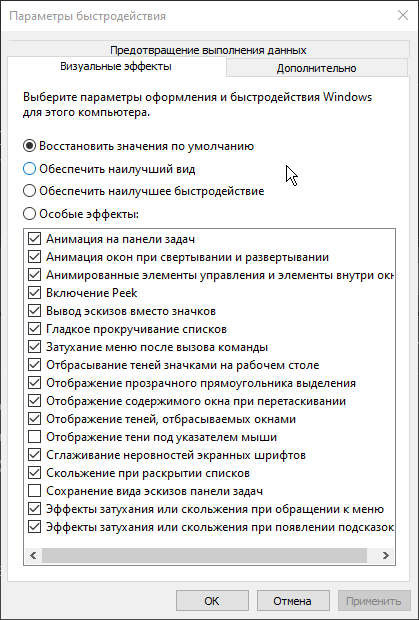 Параметры быстродействия
Предотвращение выполнения данных
Визуальные эффекты
Дополнительно
Выберите параметры оформления и быстродействия Windows
для этого компьютера.
Восстановить значения по умолчанию
Обеспечить наилучший вид
Обеспечить наилучшее быстродействие
Особые эффекты:
Анимация на панели задач
Анимация окон при свертывании и развертывании
Анимированные элементы управления и элементы внутри окн
Включение Peek
Вывод эскизов вместо значков
Гладкое прокручивание списков
Затухание меню после вызова команды
Отбрасывание теней значками на рабочем столе
Отображение прозрачного прямоугольника выделения
Отображение содержимого окна при перетаскивании
Отображение теней, отбрасываемых окнами
Отображение тени под указателем мыши
Сглаживание неровностей экранных шрифтов
Скольжение при раскрытии списков
Сохранение вида эскизов панели задач
Эффекты затухания или скольжения при обращении к меню
Эффекты затухания или скольжения при появлении подсказок
ОК
Отмена
Применить